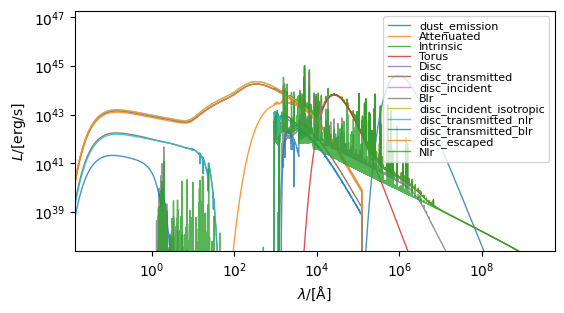 10^47
10^45
10^43
10^41
10^39
L/[erg/s]
dust_emission
Attenuated
Intrinsic
Torus
Disc
disc_transmitted
disc_incident
Blr
disc_incident_isotropic
disc_transmitted_nlr
disc_transmitted_blr
disc_escaped
Nlr
10^0 10^2 10^4 10^6 10^8
λ/[Å]